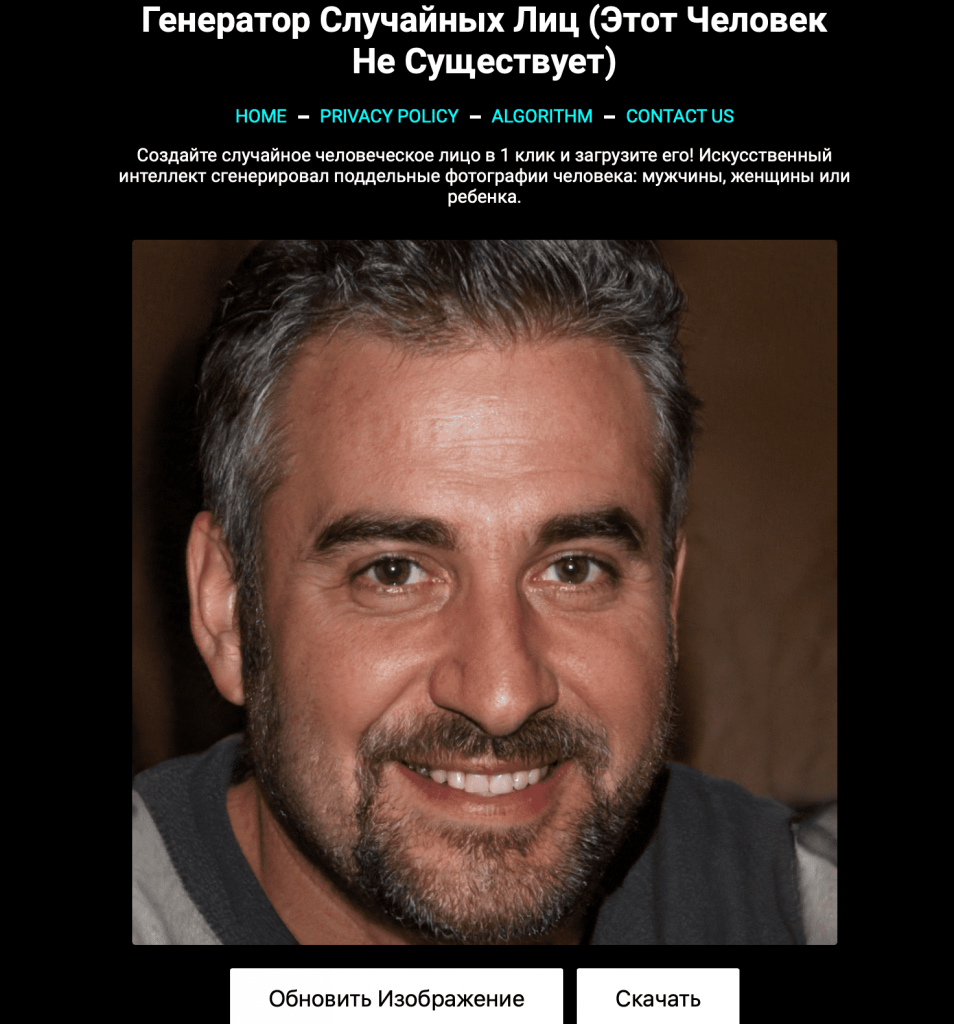 Генератор Случайных Лиц (Этот Человек
Не Существует)
HOME – PRIVACY POLICY – ALGORITHM – CONTACT US
Создайте случайное человеческое лицо в 1 клик и загрузите его! Искусственный
интеллект сгенерировал поддельные фотографии человека: мужчины, женщины или
ребенка.
Обновить Изображение
Скачать